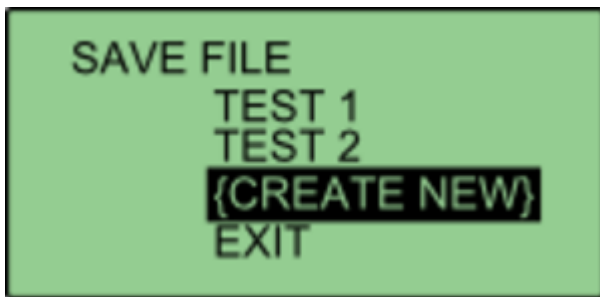 SAVE FILE
TEST 1
TEST 2
{CREATE NEW}
EXIT